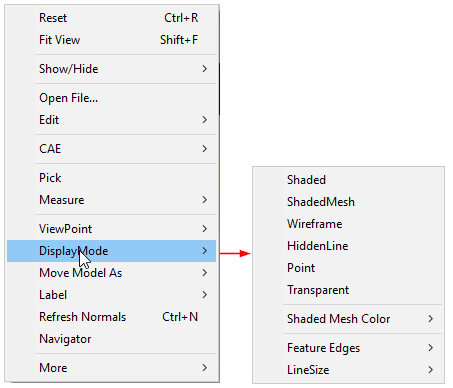 Reset Ctrl+R
Fit View Shift+F
Show/Hide
Open File...
Edit
CAE
Pick
Measure
ViewPoint
DisplayMode
Move Model As
Label
Refresh Normals Ctrl+N
Navigator
More
Shaded
ShadedMesh
Wireframe
HiddenLine
Point
Transparent
Shaded Mesh Color
Feature Edges
LineSize